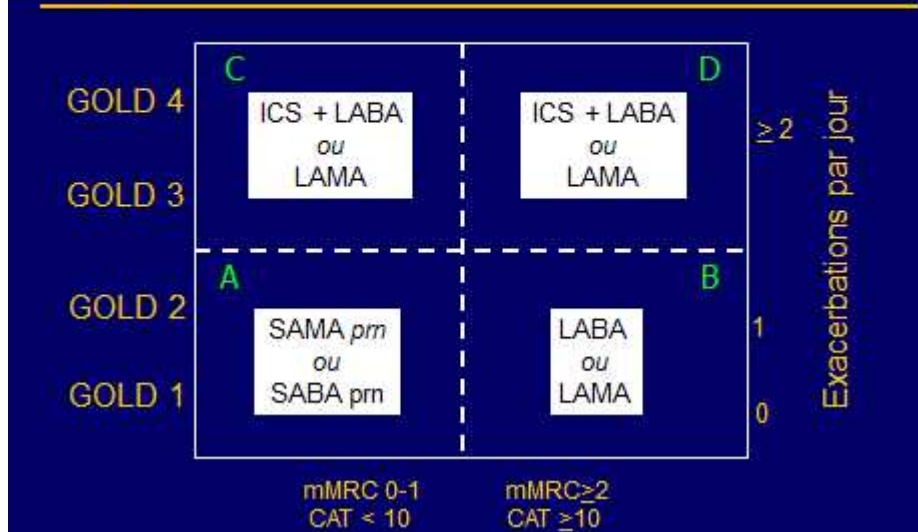 C
D
GOLD 4
ICS + LABA
ou
LAMA
ICS + LABA
ou
LAMA
≥ 2
GOLD 3
A
B
GOLD 2
SAMA prn
ou
SABA prn
LABA
ou
LAMA
1
GOLD 1
0
Exacerbations par jour
mMRC 0-1
CAT < 10
mMRC≥2
CAT ≥10